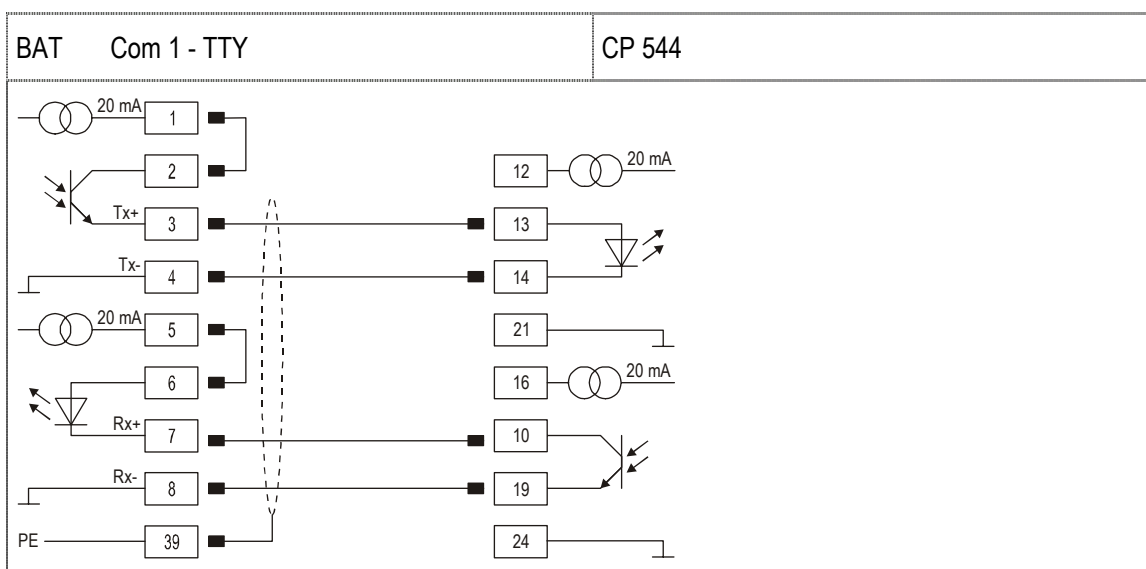 BAT Com 1 - TTY CP 544
20 mA 1
2 12 20 mA
Tx+ 3 13
Tx- 4 14
20 mA 5 21
6 16 20 mA
Rx+ 7 10
Rx- 8 19
PE 39 24